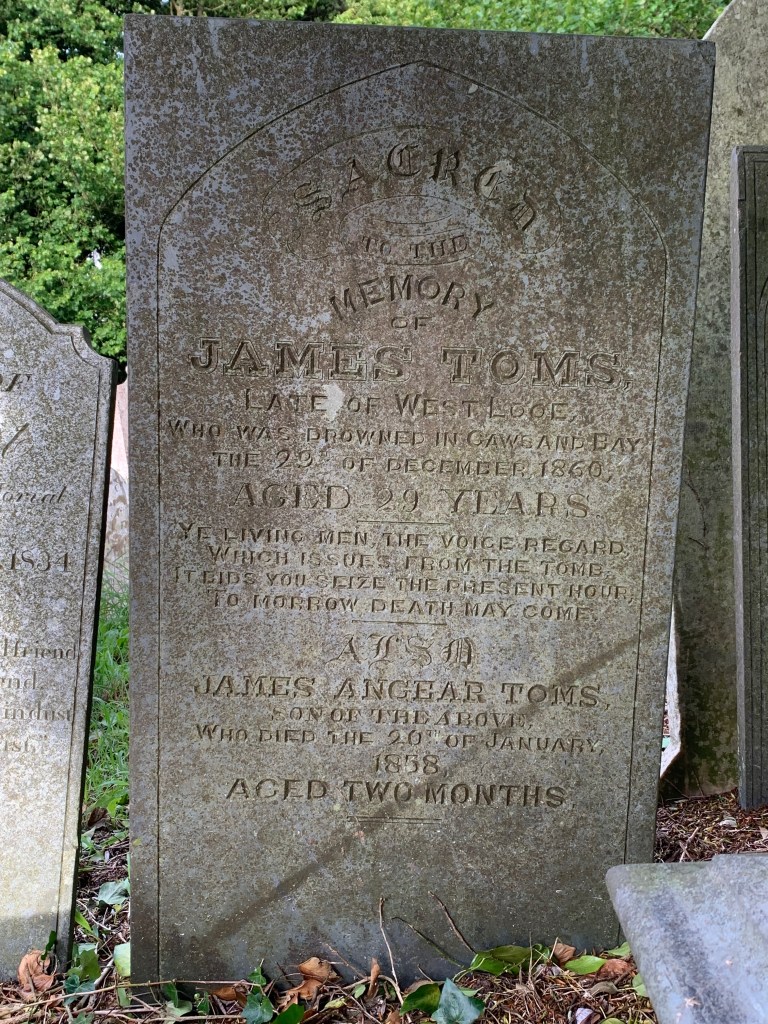 SACRED
TO THE
MEMORY
OF
JAMES TOMS,
LATE OF WEST LOOE,
WHO WAS DROWNED IN CAWSAND BAY
THE 29TH OF DECEMBER 1860,
AGED 29 YEARS
YE LIVING MEN, THE VOICE REGARD,
WHICH ISSUES FROM THE TOMB,
IT BIDS YOU SEIZE THE PRESENT HOUR,
TO MORROW DEATH MAY COME.
ALSO
JAMES ANGEAR TOMS,
SON OF THE ABOVE,
WHO DIED THE 20TH OF JANUARY,
1858,
AGED TWO MONTHS.
OF
1834